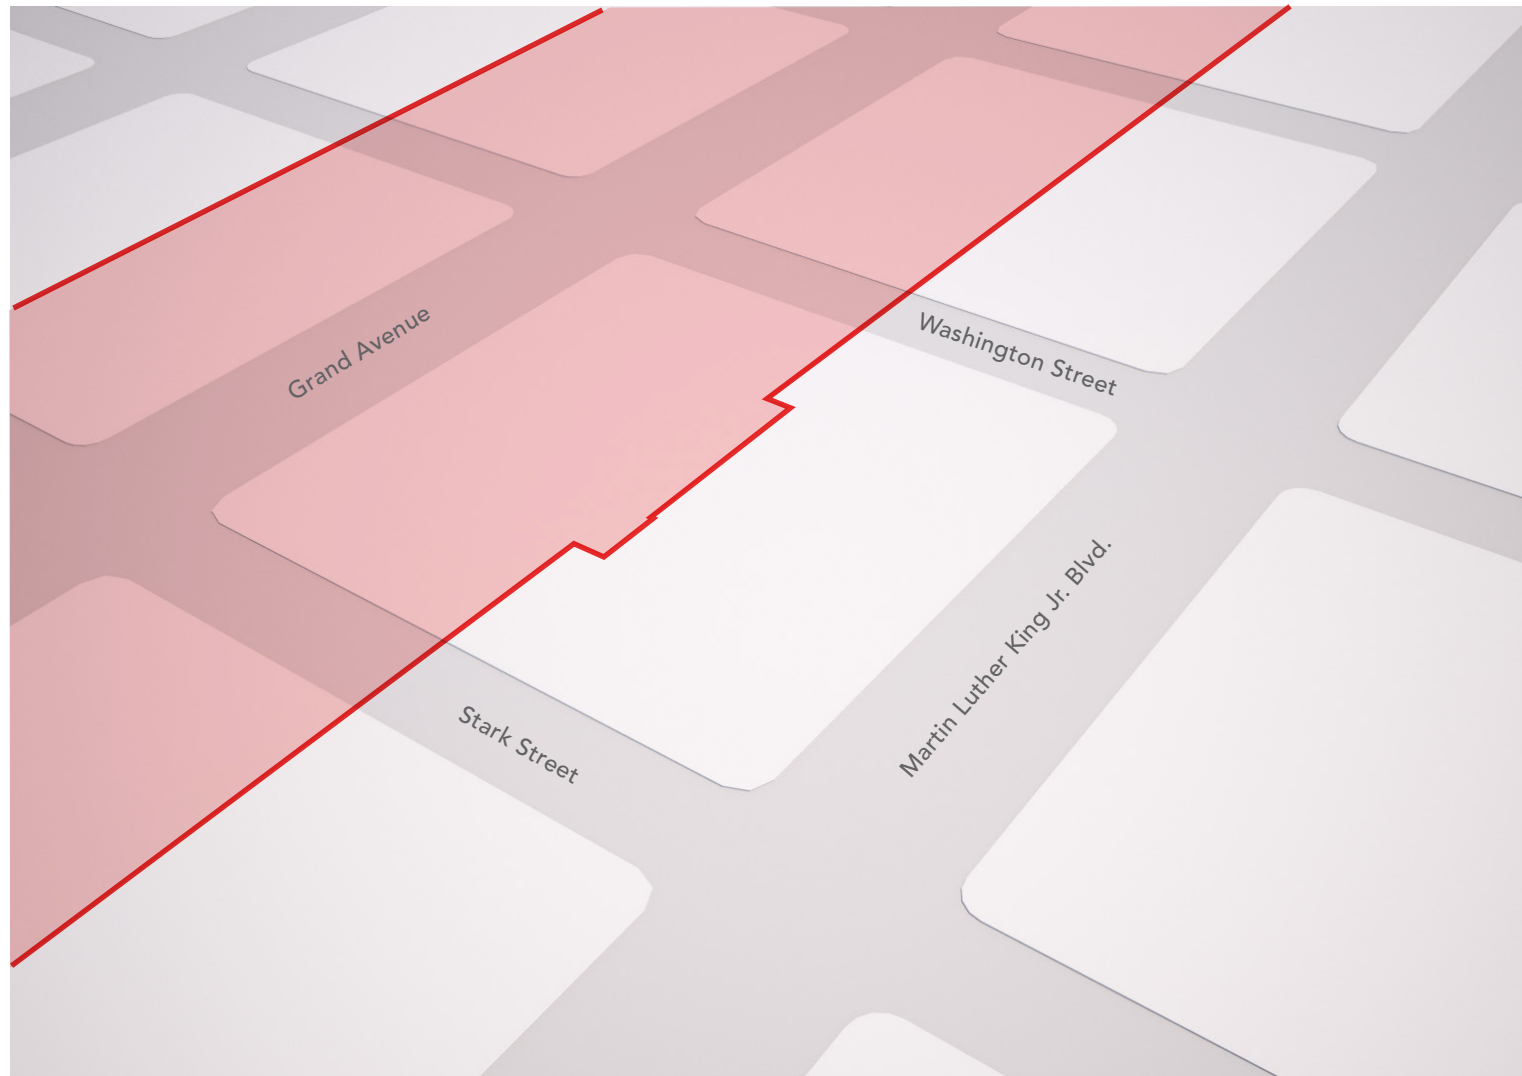 Grand Avenue
Washington Street
Martin Luther King Jr. Blvd.
Stark Street